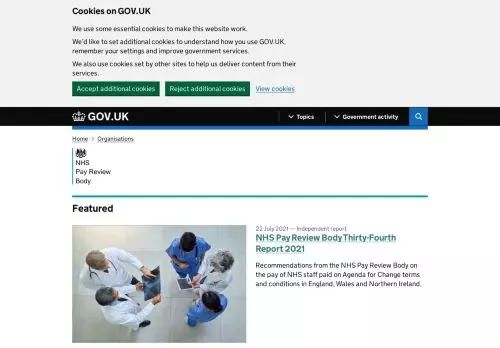 Cookies on GOV.UK
We use some essential cookies to make this website work.
We'd like to set additional cookies to understand how you use GOV.UK,
remember your settings and improve government services.
We also use cookies set by other sites to help us deliver content from their
services.
Accept additional cookies
Reject additional cookies
View cookies
GOV.UK
Topics
Government activity
Home
Organisations
NHS
Pay Review
Body
Featured
22 July 2021 — Independent report
NHS Pay Review Body Thirty-Fourth
Report 2021
Recommendations from the NHS Pay Review Body on
the pay of NHS staff paid on Agenda for Change terms
and conditions in England, Wales and Northern Ireland.